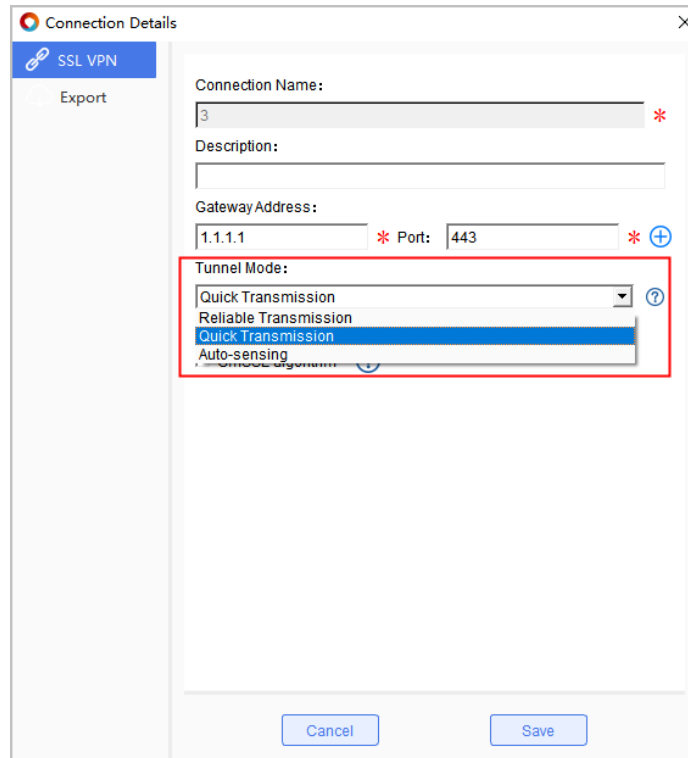 Connection Details
SSL VPN
Export
Connection Name:
3
*
Description:
Gateway Address:
1.1.1.1 * Port: 443 *
Tunnel Mode:
Quick Transmission
Reliable Transmission
Quick Transmission
Auto-sensing
algorithm
Cancel Save